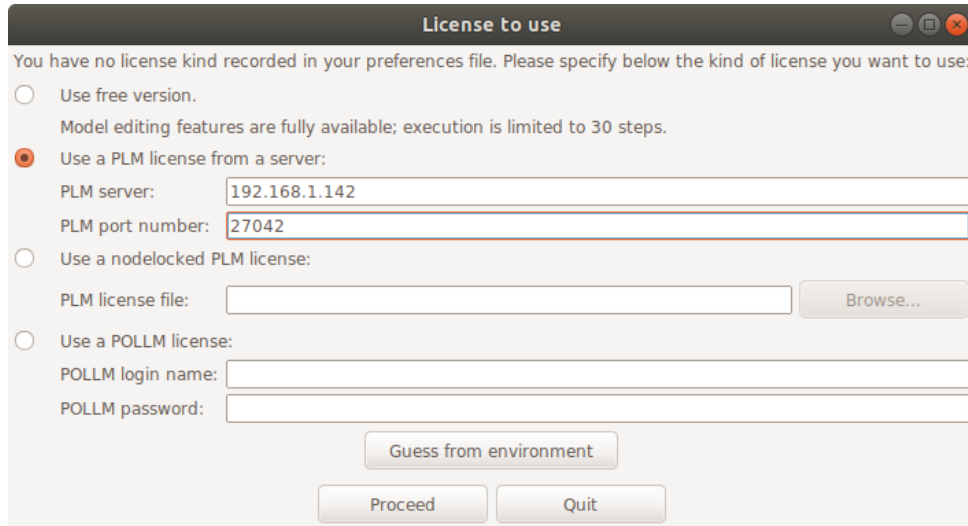 License to use
You have no license kind recorded in your preferences file. Please specify below the kind of license you want to use:
Use free version.
Model editing features are fully available; execution is limited to 30 steps.
Use a PLM license from a server:
PLM server: 192.168.1.142
PLM port number: 27042
Use a nodelocked PLM license:
PLM license file: Browse...
Use a POLLM license:
POLLM login name:
POLLM password:
Guess from environment
Proceed Quit